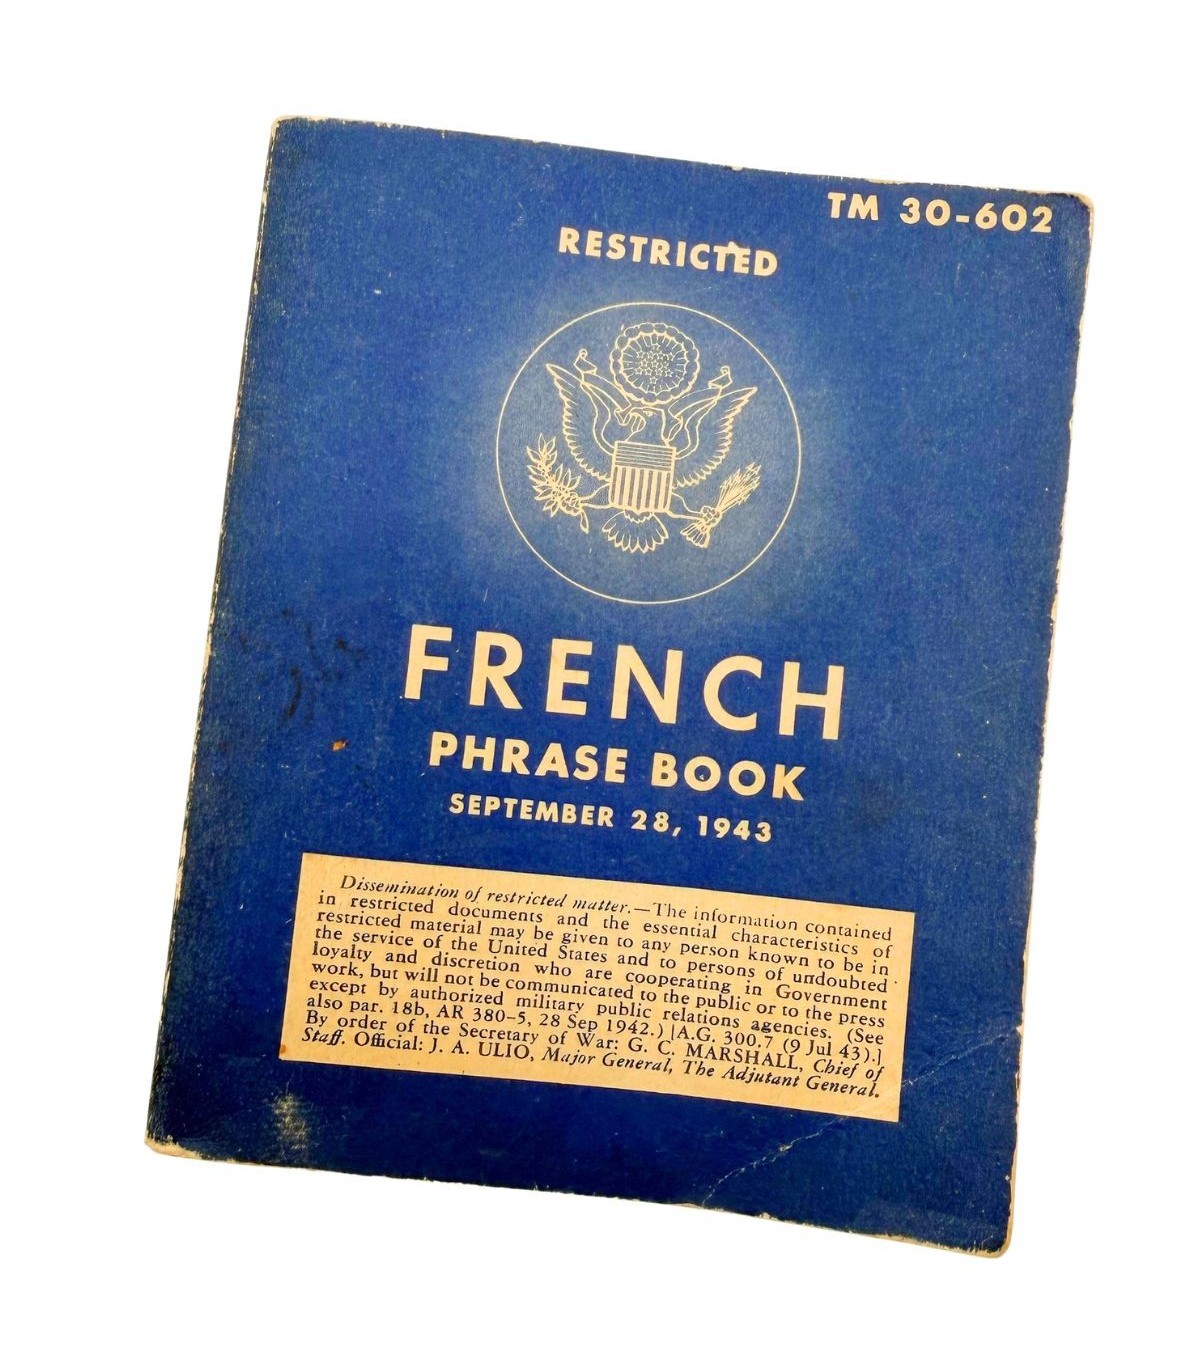 TM 30-602
RESTRICTED
FRENCH
PHRASE BOOK
SEPTEMBER 28, 1943
Dissemination of restricted matter.—The information contained
in restricted documents and the essential characteristics of
restricted material may be given to any person known to be in
the service of the United States and to persons of undoubted
loyalty and discretion who are cooperating in Government
work, but will not be communicated to the public or to the press
except by authorized military public relations agencies. (See
also par. 18b, AR 380-5, 28 Sep 1942.) [A.G. 300.7 (9 Jul 43).]
By order of the Secretary of War: G. C. MARSHALL, Chief of
Staff. Official: J. A. ULIO, Major General, The Adjutant General.